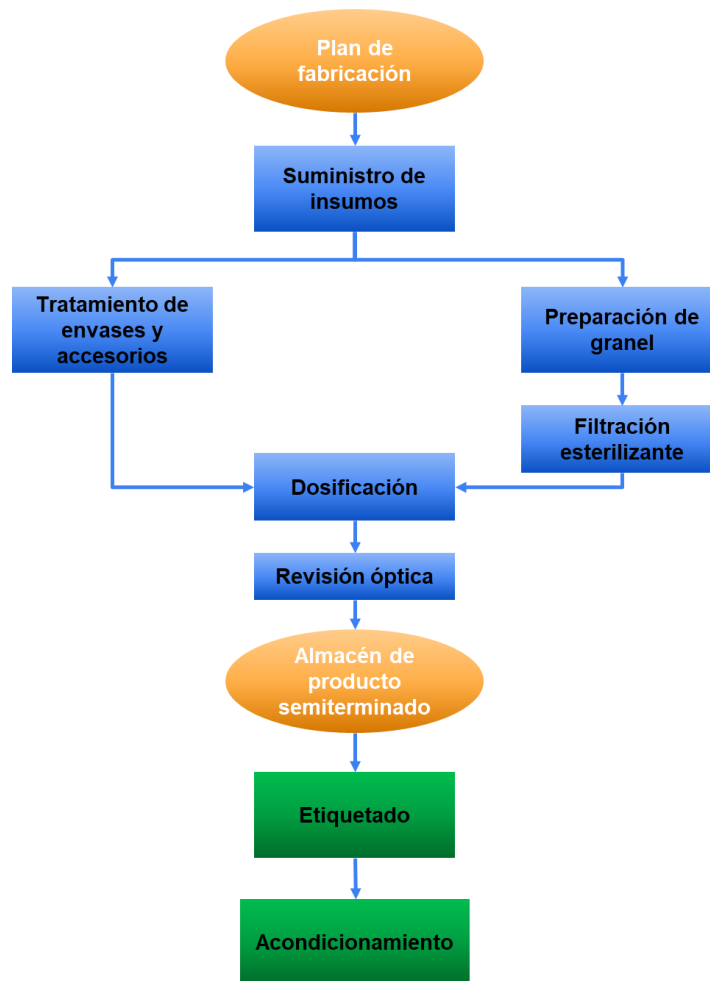 Plan de
fabricación
Suministro de
insumos
Tratamiento de
envases y
accesorios
Preparación de
granel
Filtración
esterilizante
Dosificación
Revisión óptica
Almacén de
producto
semiterminado
Etiquetado
Acondicionamiento